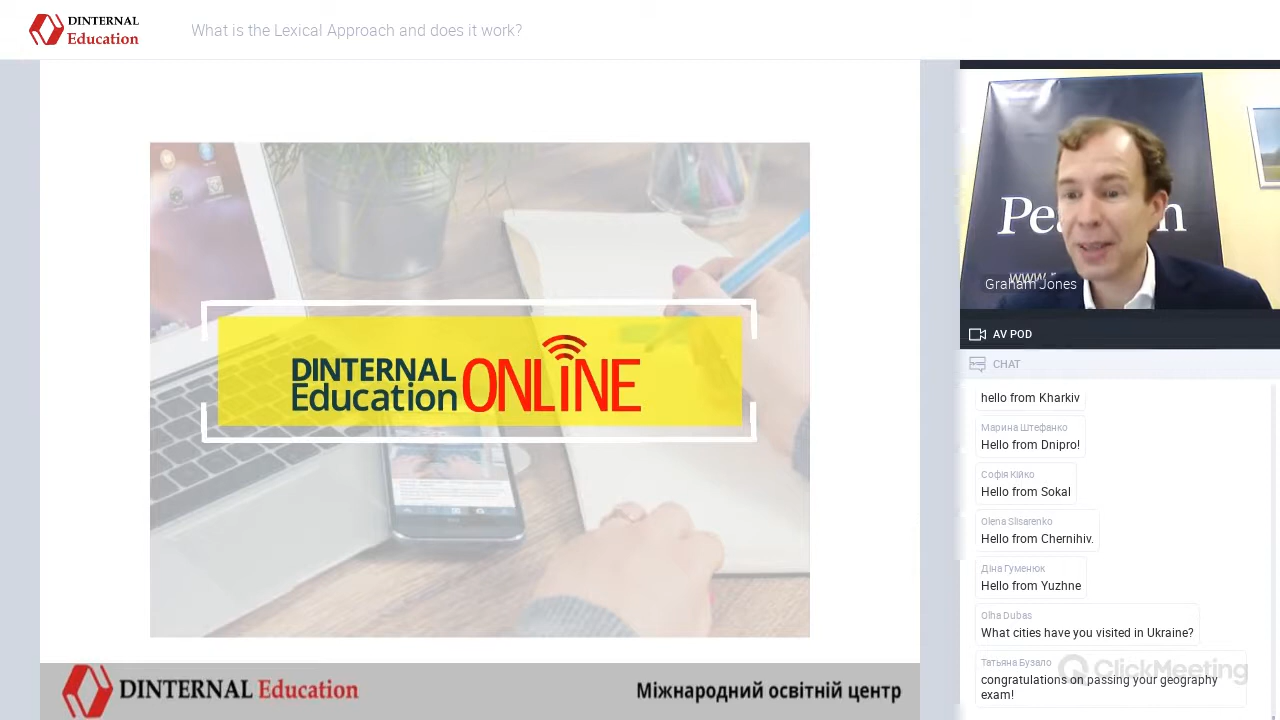 DINTERNAL
Education
What is the Lexical Approach and does it work?
DINTERNAL
Education
ONLINE
DINTERNAL Education
Міжнародний освітній центр
Graham Jones
AV POD
CHAT
hello from Kharkiv
Марина Штефанко
Hello from Dnipro!
Софія Кійко
Hello from Sokal
Olena Slisarenko
Hello from Chernihiv.
Діна Гуменюк
Hello from Yuzhne
Olha Dubas
What cities have you visited in Ukraine?
Татьяна Бузало
congratulations on passing your geography
exam!
ClickMeeting